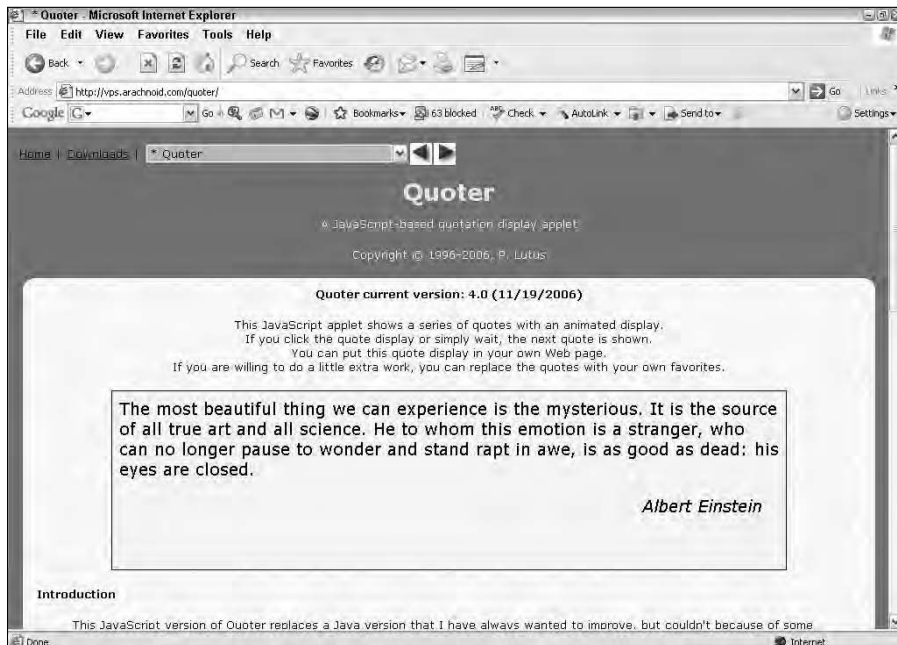 * Quoter - Microsoft Internet Explorer
File Edit View Favorites Tools Help
Back Search Favorites
Address http://vps.arachnoid.com/quoter/ Go Links
Google G Go Bookmarks 63 blocked Check AutoLink Send to Settings
Home | Downloads | * Quoter
Quoter
A JavaScript-based quotation display applet
Copyright © 1996-2006, P. Lutus
Quoter current version: 4.0 (11/19/2006)
This JavaScript applet shows a series of quotes with an animated display.
If you click the quote display or simply wait, the next quote is shown.
You can put this quote display in your own Web page.
If you are willing to do a little extra work, you can replace the quotes with your own favorites.
The most beautiful thing we can experience is the mysterious. It is the source
of all true art and all science. He to whom this emotion is a stranger, who
can no longer pause to wonder and stand rapt in awe, is as good as dead: his
eyes are closed.
Albert Einstein
Introduction
This JavaScript version of Quoter replaces a Java version that I have always wanted to improve, but couldn't because of some
Done Internet